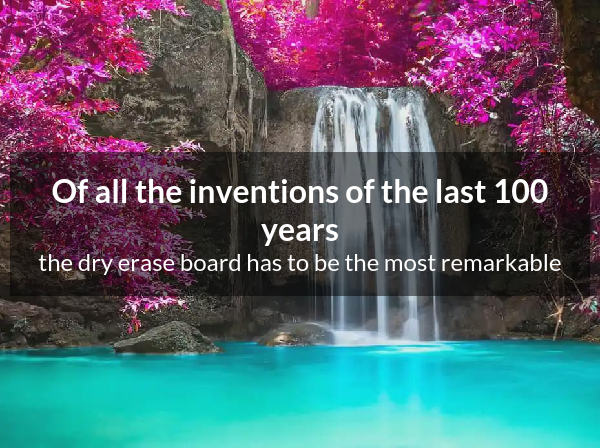 Of all the inventions of the last 100
years
the dry erase board has to be the most remarkable